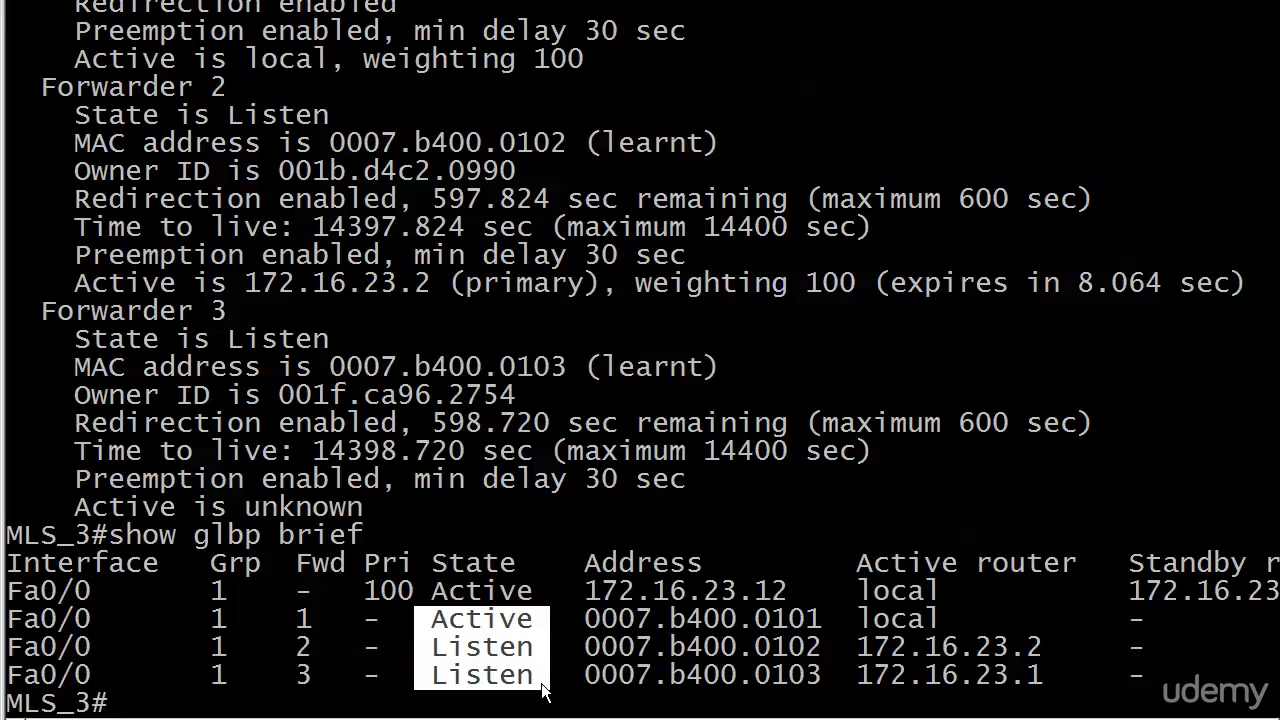 Redirection enabled
Preemption enabled, min delay 30 sec
Active is local, weighting 100
Forwarder 2
State is Listen
MAC address is 0007.b400.0102 (learnt)
Owner ID is 001b.d4c2.0990
Redirection enabled, 597.824 sec remaining (maximum 600 sec)
Time to live: 14397.824 sec (maximum 14400 sec)
Preemption enabled, min delay 30 sec
Active is 172.16.23.2 (primary), weighting 100 (expires in 8.064 sec)
Forwarder 3
State is Listen
MAC address is 0007.b400.0103 (learnt)
Owner ID is 001f.ca96.2754
Redirection enabled, 598.720 sec remaining (maximum 600 sec)
Time to live: 14398.720 sec (maximum 14400 sec)
Preemption enabled, min delay 30 sec
Active is unknown
MLS_3#show glbp brief
Interface Grp Fwd Pri State Address Active router Standby r
Fa0/0 1 - 100 Active 172.16.23.12 local 172.16.23
Fa0/0 1 1 - Active 0007.b400.0101 local -
Fa0/0 1 2 - Listen 0007.b400.0102 172.16.23.2 -
Fa0/0 1 3 - Listen 0007.b400.0103 172.16.23.1 -
MLS_3#
udemy